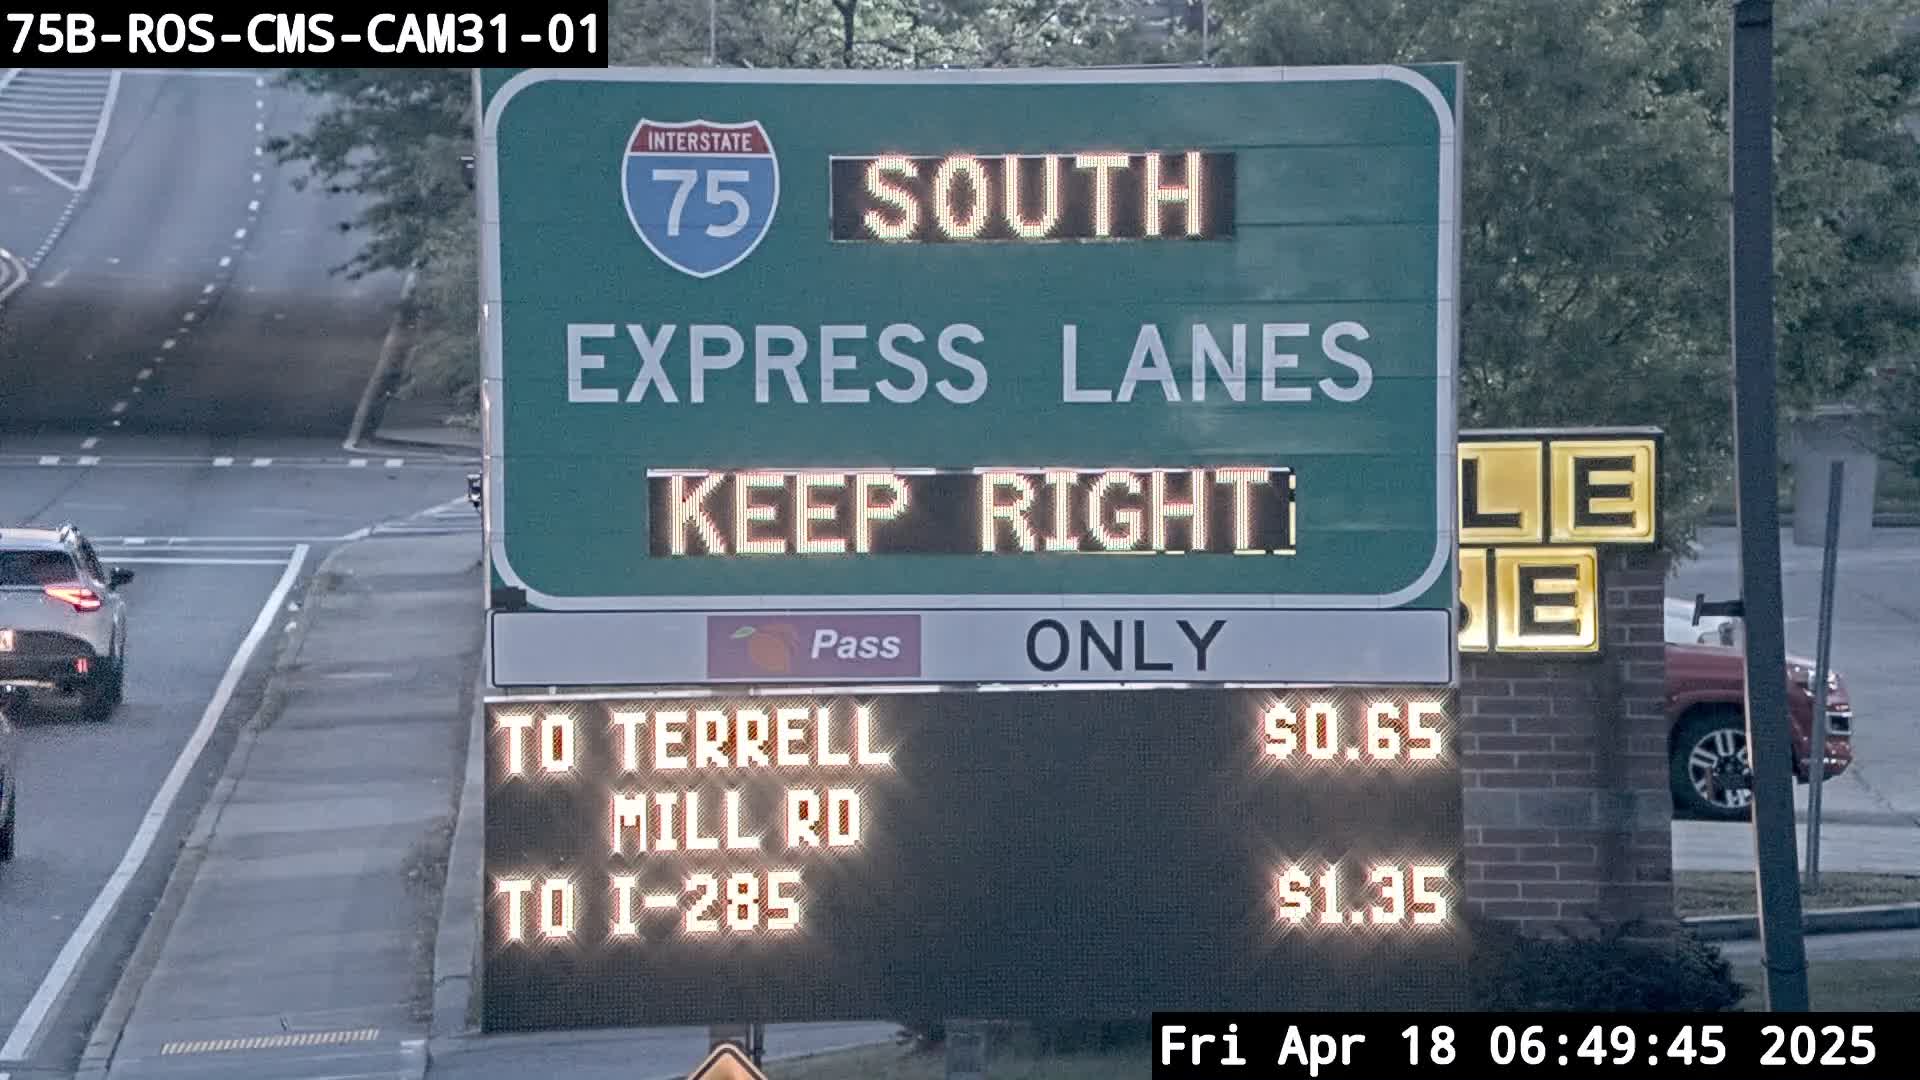 75B-ROS-CMS-CAM31-01
INTERSTATE
75
SOUTH
EXPRESS LANES
KEEP RIGHT
LE
E
Pass ONLY
TO TERRELL $0.65
MILL RD
TO I-285 $1.35
Fri Apr 18 06:49:45 2025